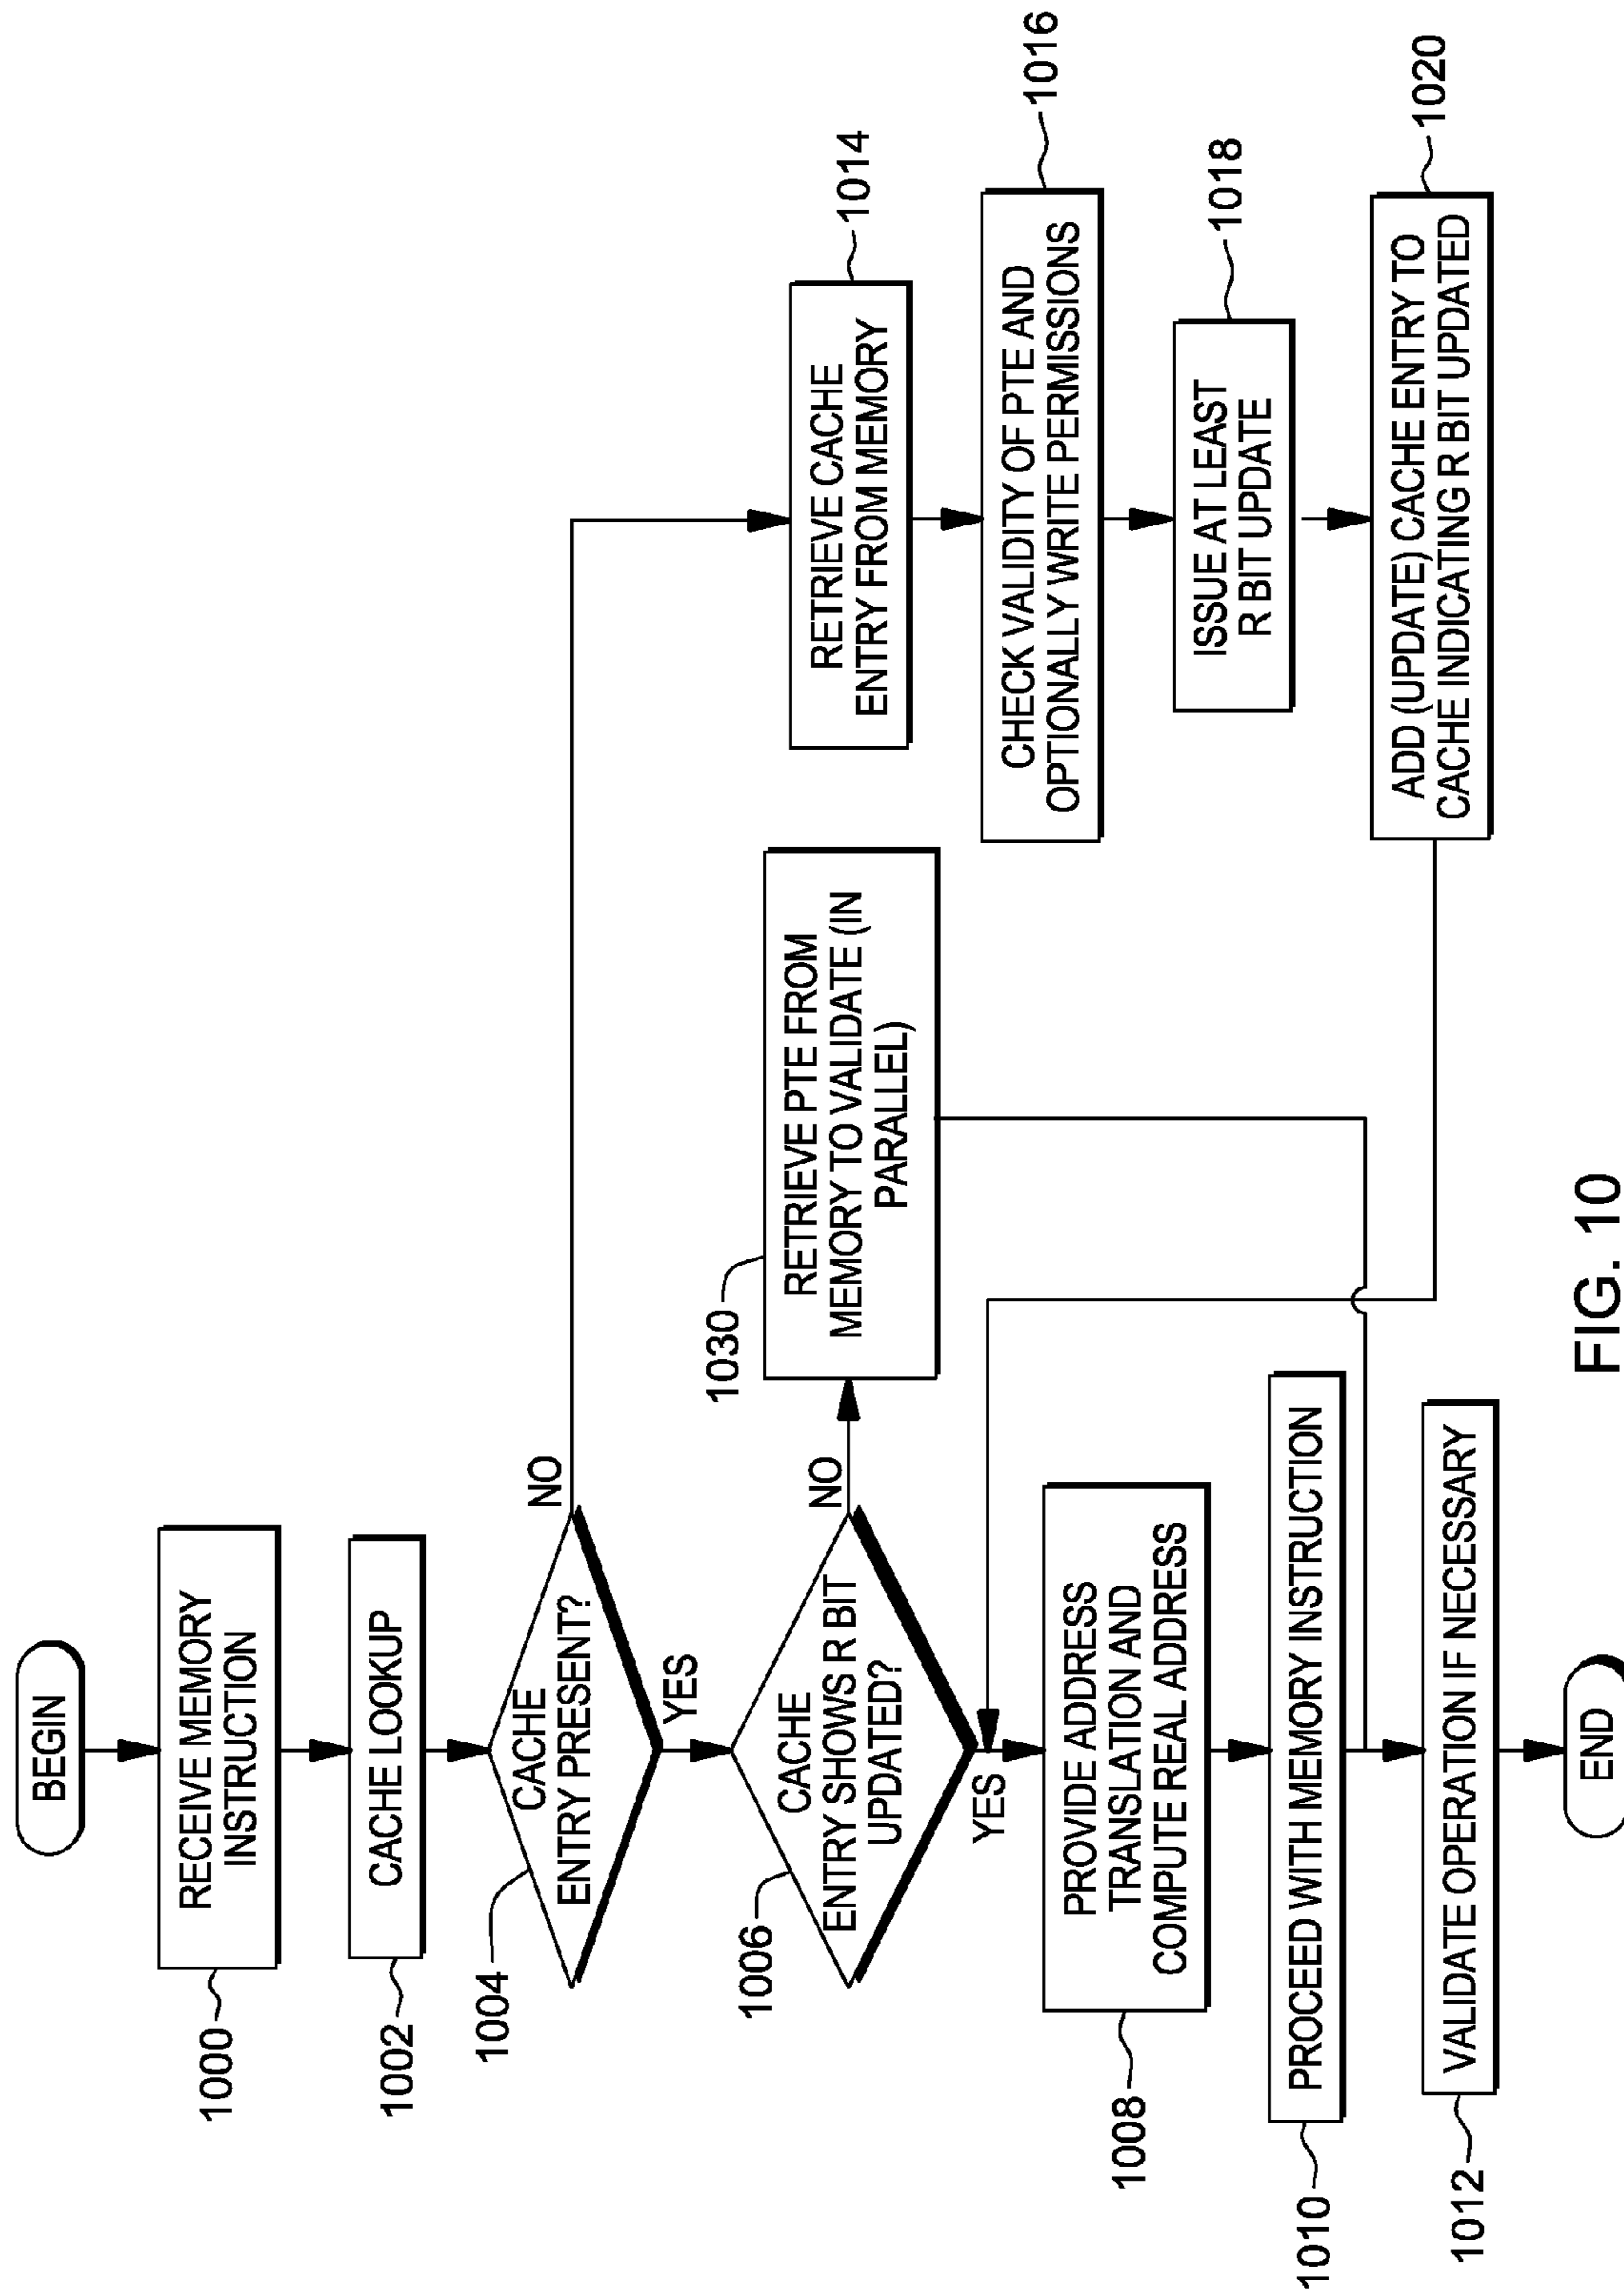 BEGIN
RECEIVE MEMORY
INSTRUCTION
1000
CACHE LOOKUP
1002
CACHE
ENTRY PRESENT?
1004
NO
YES
CACHE
ENTRY SHOWS R BIT
UPDATED?
1006
NO
YES
1030
RETRIEVE PTE FROM
MEMORY TO VALIDATE (IN
PARALLEL)
PROVIDE ADDRESS
TRANSLATION AND
COMPUTE REAL ADDRESS
1008
PROCEED WITH MEMORY INSTRUCTION
1010
VALIDATE OPERATION IF NECESSARY
1012
END
RETRIEVE CACHE
ENTRY FROM MEMORY
1014
CHECK VALIDITY OF PTE AND
OPTIONALLY WRITE PERMISSIONS
1016
ISSUE AT LEAST
R BIT UPDATE
1018
ADD (UPDATE) CACHE ENTRY TO
CACHE INDICATING R BIT UPDATED
1020
FIG. 10